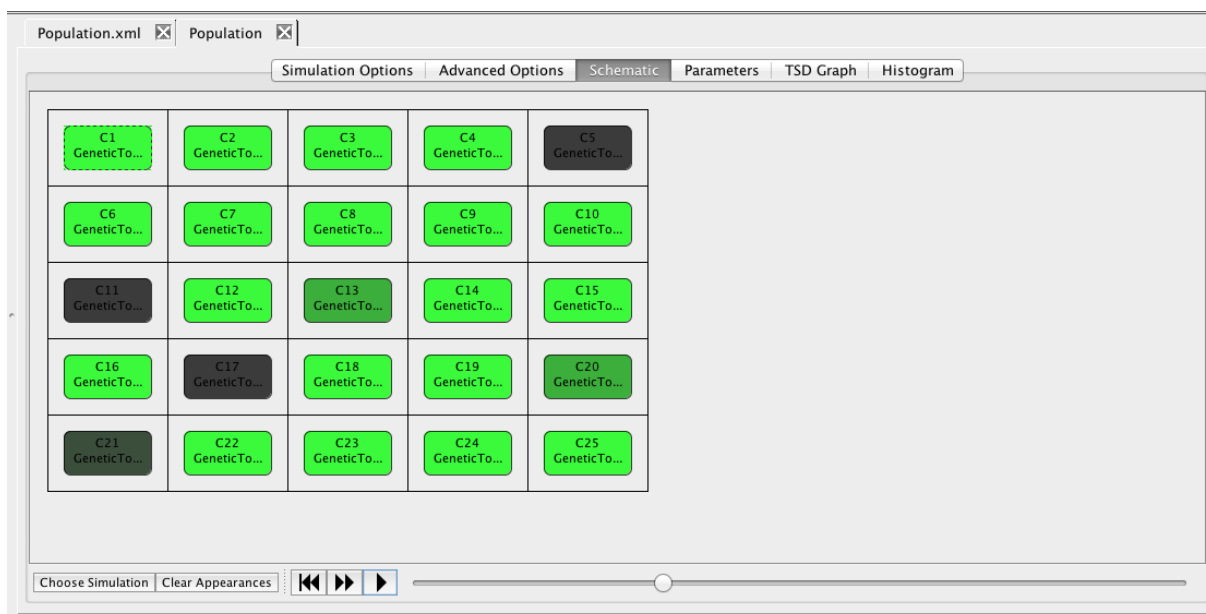 Population.xml Population
Simulation Options Advanced Options Schematic Parameters TSD Graph Histogram
C1 C2 C3 C4 C5
GeneticTo... GeneticTo... GeneticTo... GeneticTo... GeneticTo...
C6 C7 C8 C9 C10
GeneticTo... GeneticTo... GeneticTo... GeneticTo... GeneticTo...
C11 C12 C13 C14 C15
GeneticTo... GeneticTo... GeneticTo... GeneticTo... GeneticTo...
C16 C17 C18 C19 C20
GeneticTo... GeneticTo... GeneticTo... GeneticTo... GeneticTo...
C21 C22 C23 C24 C25
GeneticTo... GeneticTo... GeneticTo... GeneticTo... GeneticTo...
Choose Simulation Clear Appearances